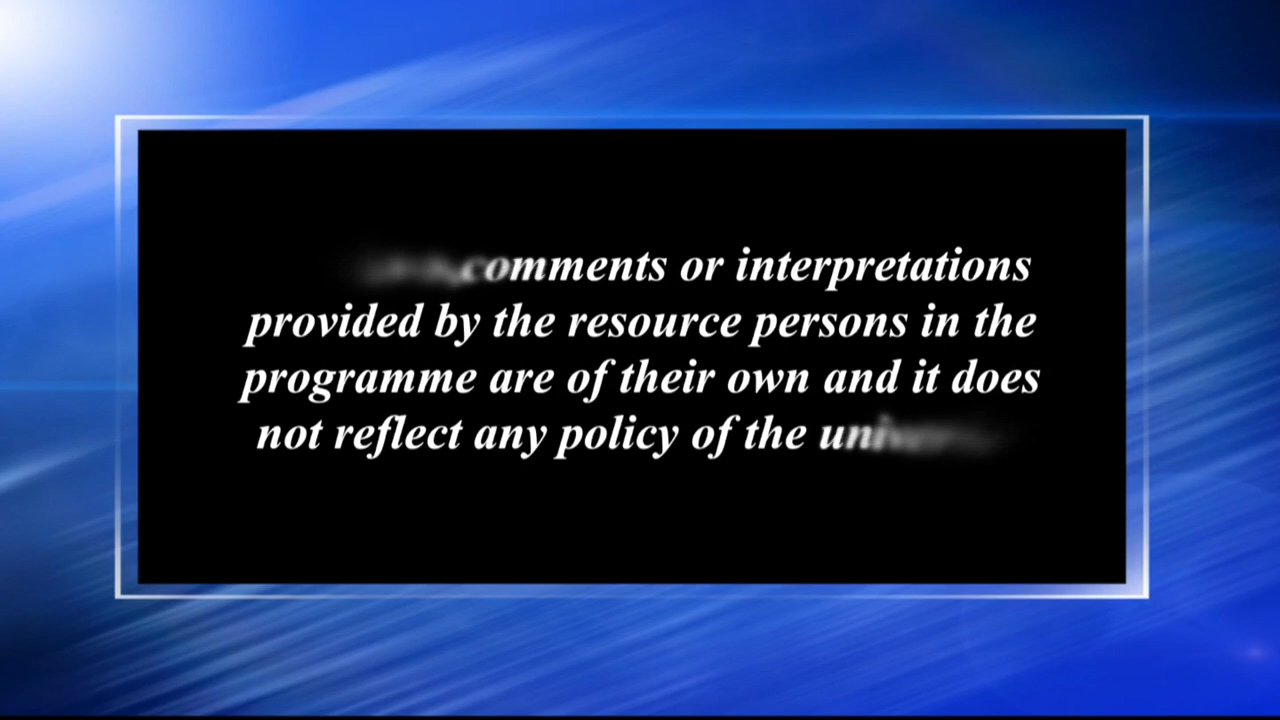 comments or interpretations
provided by the resource persons in the
programme are of their own and it does
not reflect any policy of the